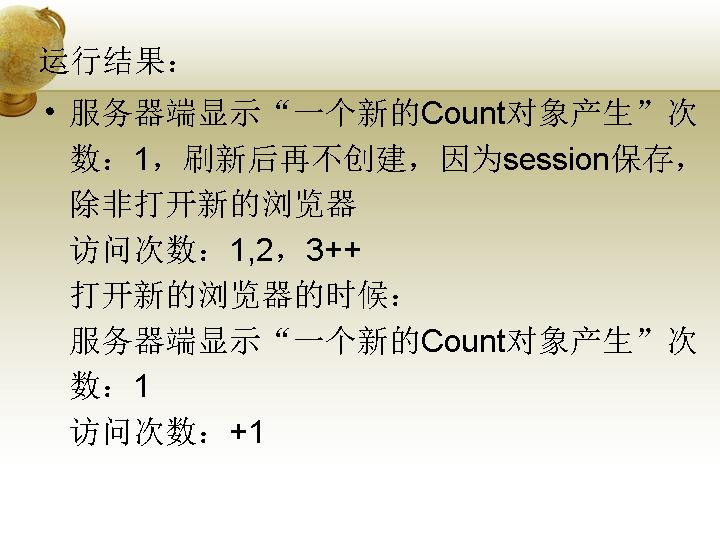 运行结果：
• 服务器端显示“一个新的Count对象产生”次
数：1，刷新后再不创建，因为session保存，
除非打开新的浏览器
访问次数：1,2，3++
打开新的浏览器的时候：
服务器端显示“一个新的Count对象产生”次
数：1
访问次数：+1